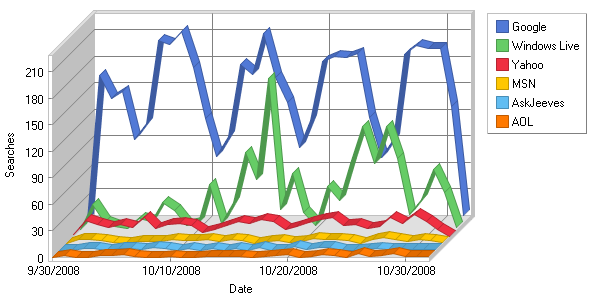 Google
Windows Live
Yahoo
MSN
AskJeeves
AOL
Searches
210
180
150
120
90
60
30
0
9/30/2008
10/10/2008
10/20/2008
10/30/2008
Date